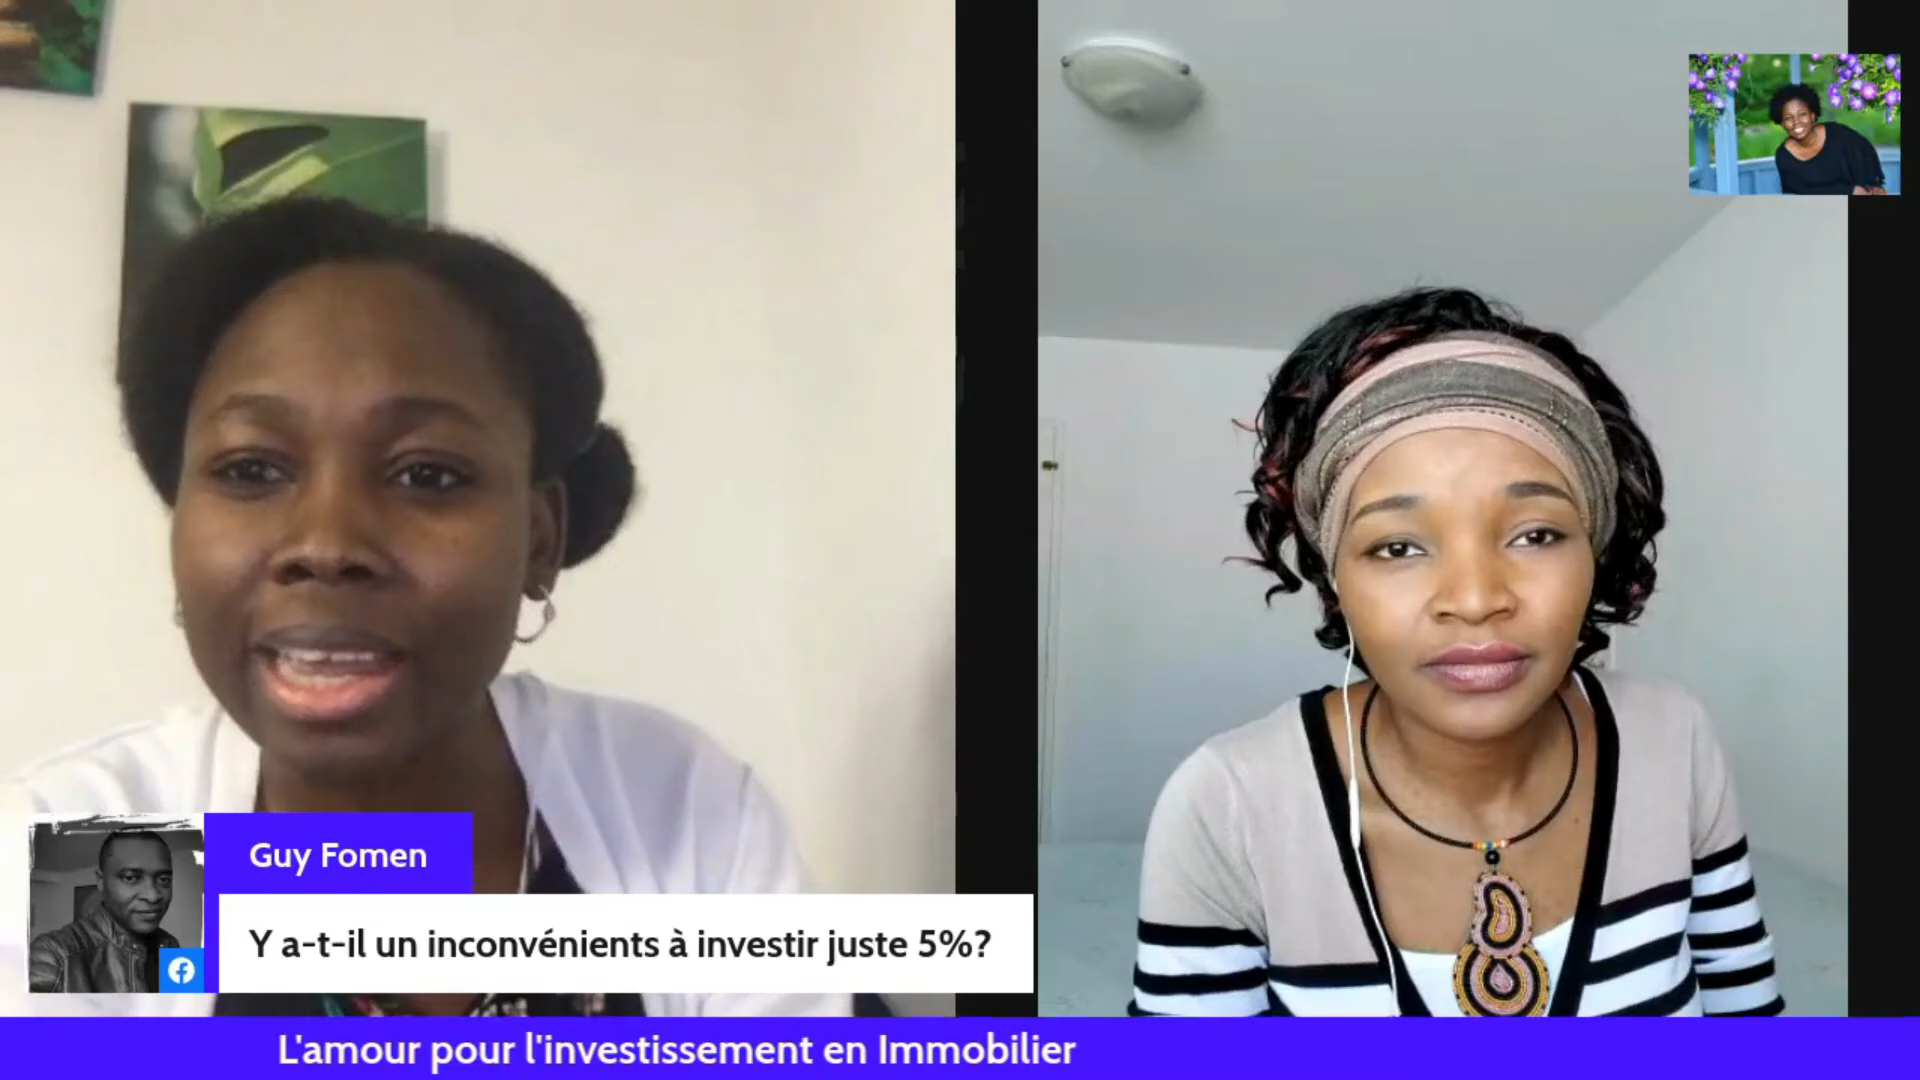 Guy Fomen
Y a-t-il un inconvénients à investir juste 5%?
L'amour pour l'investissement en Immobilier